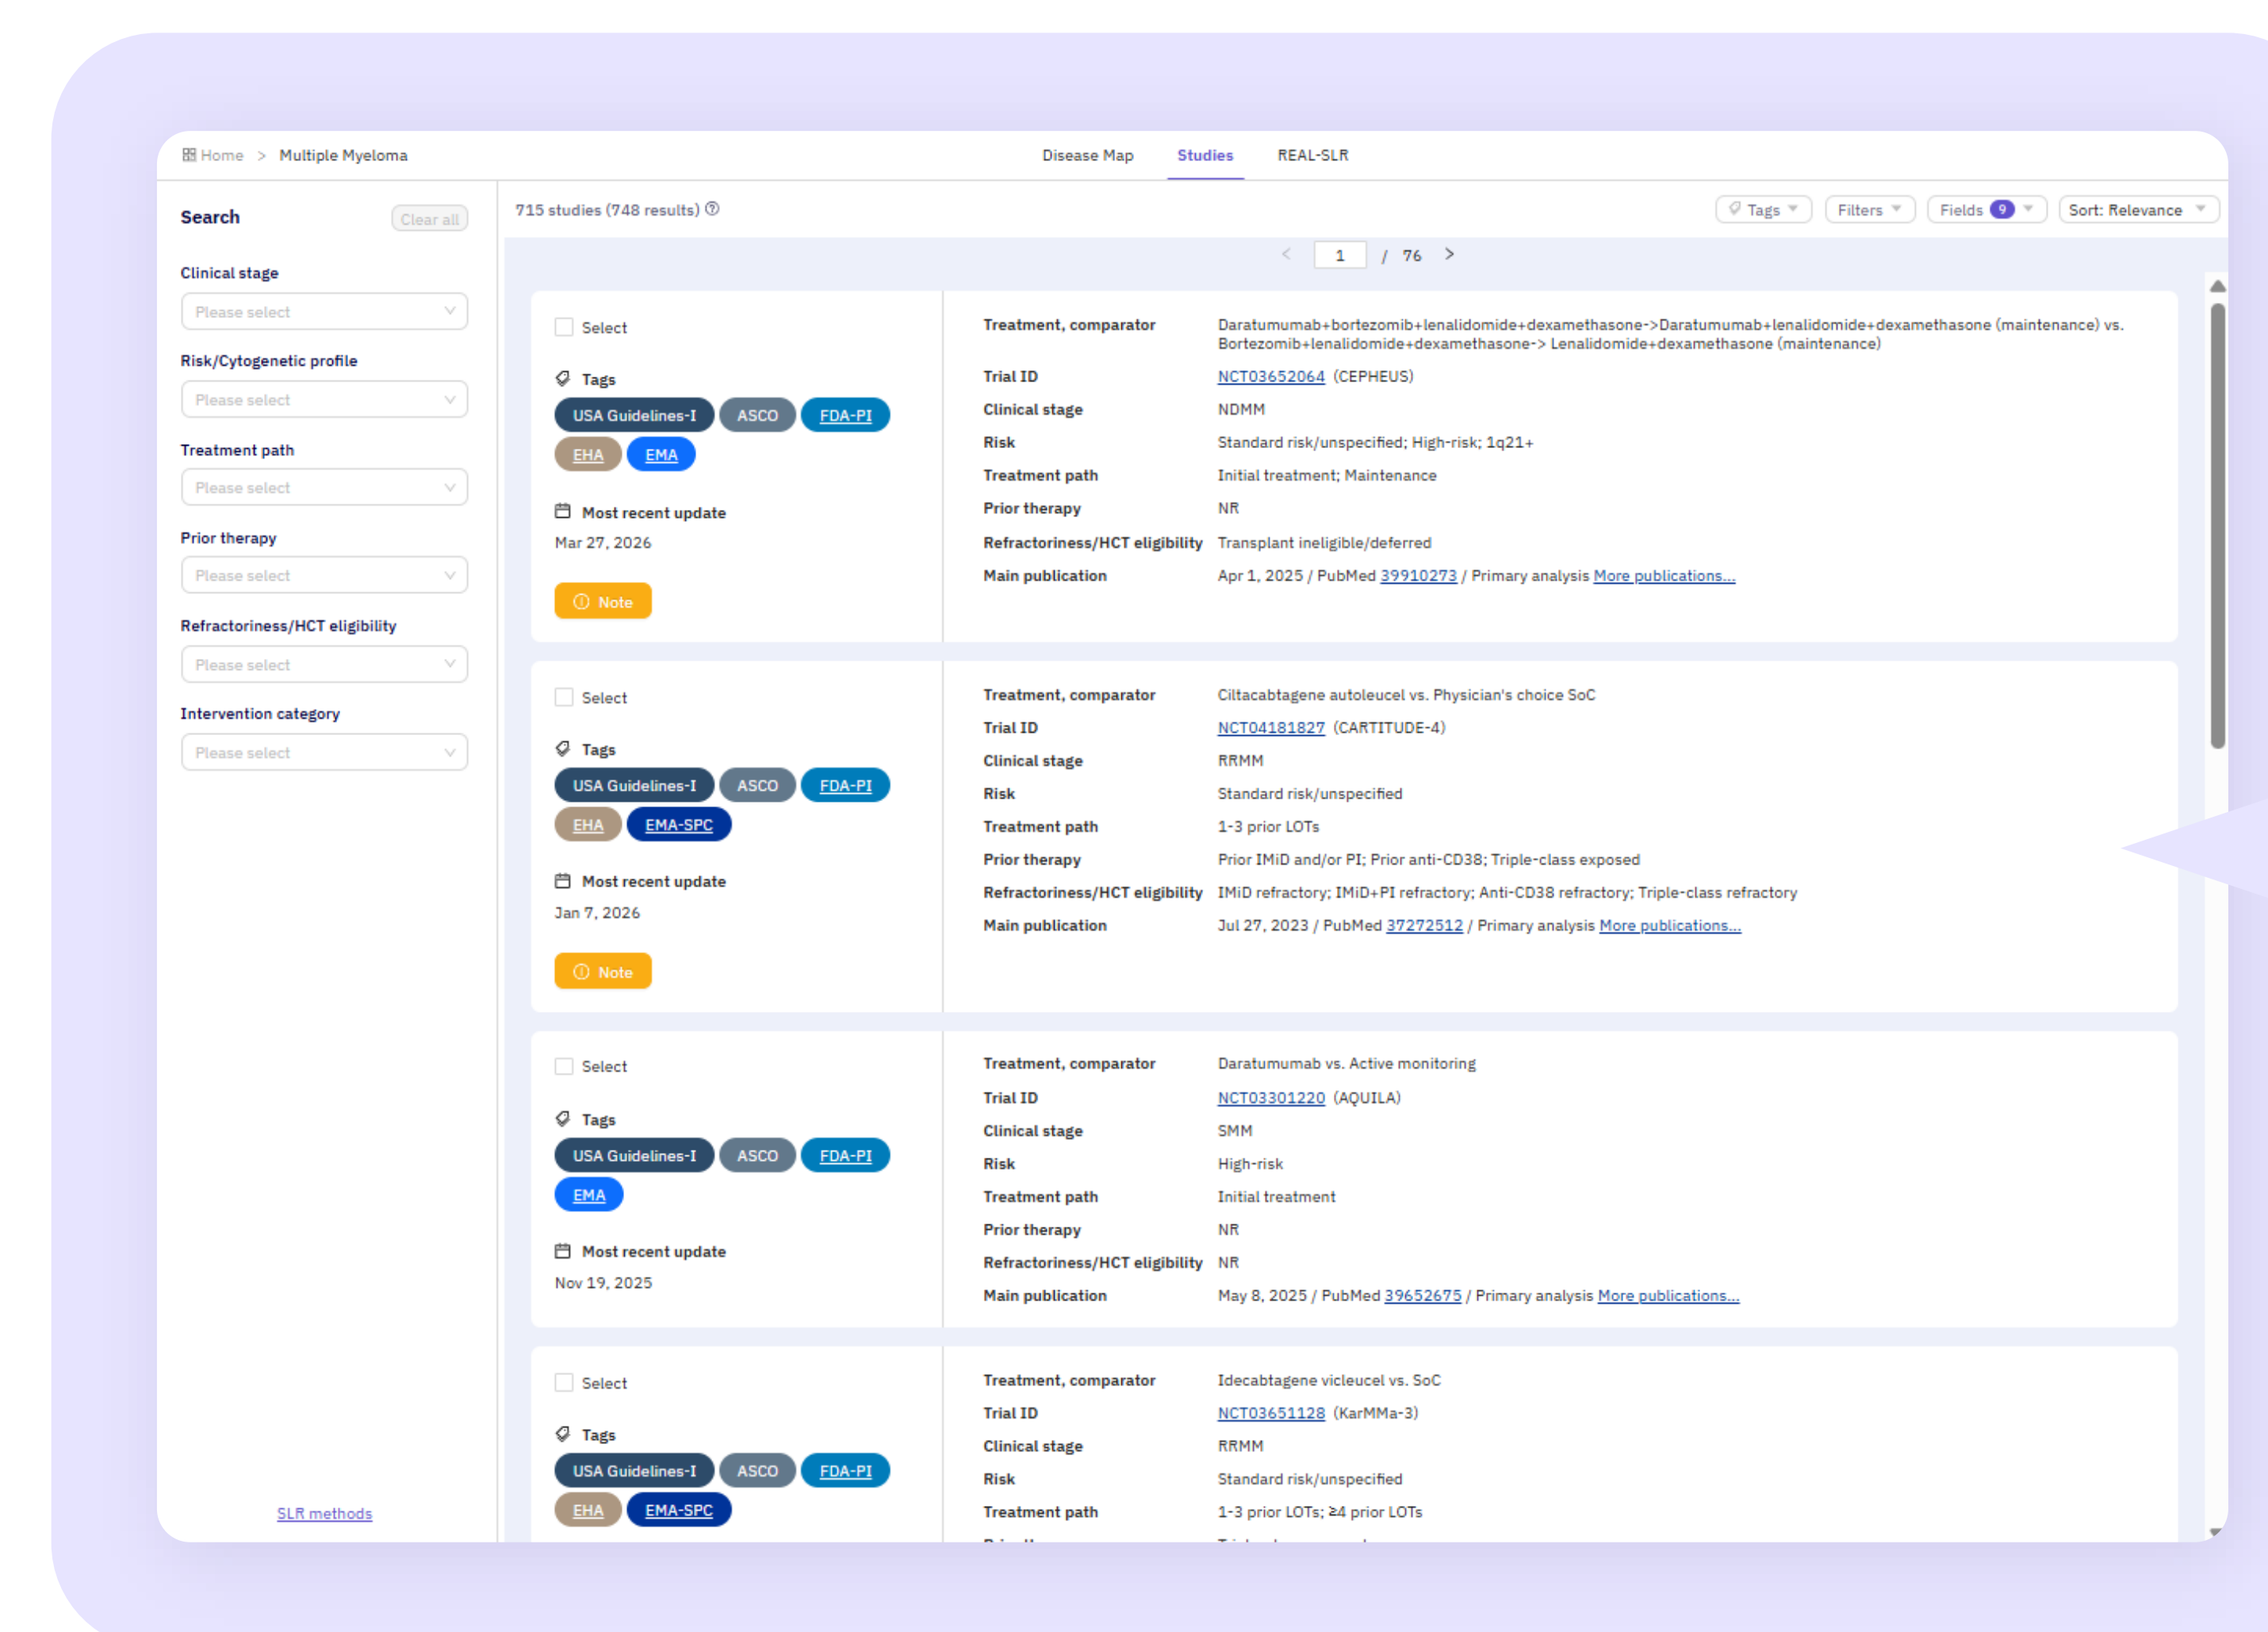 Home > Multiple Myeloma
Disease Map Studies REAL-SLR
Search Clear all
Clinical stage
Please select
Risk/Cytogenetic profile
Please select
Treatment path
Please select
Prior therapy
Please select
Refractoriness/HCT eligibility
Please select
Intervention category
Please select
SLR methods
715 studies (748 results)
Tags Filters Fields 9 Sort: Relevance
< 1 / 76 >
Select
Tags
USA Guidelines-I ASCO FDA-PI
EHA EMA
Most recent update
Mar 27, 2026
Note
Treatment, comparator Daratumumab+bortezomib+lenalidomide+dexamethasone->Daratumumab+lenalidomide+dexamethasone (maintenance) vs.
Bortezomib+lenalidomide+dexamethasone-> Lenalidomide+dexamethasone (maintenance)
Trial ID NCT03652064 (CEPHEUS)
Clinical stage NDMM
Risk Standard risk/unspecified; High-risk; 1q21+
Treatment path Initial treatment; Maintenance
Prior therapy NR
Refractoriness/HCT eligibility Transplant ineligible/deferred
Main publication Apr 1, 2025 / PubMed 39910273 / Primary analysis More publications...
Select
Tags
USA Guidelines-I ASCO FDA-PI
EHA EMA-SPC
Most recent update
Jan 7, 2026
Note
Treatment, comparator Ciltacabtagene autoleucel vs. Physician's choice SoC
Trial ID NCT04181827 (CARTITUDE-4)
Clinical stage RRMM
Risk Standard risk/unspecified
Treatment path 1-3 prior LOTs
Prior therapy Prior IMiD and/or PI; Prior anti-CD38; Triple-class exposed
Refractoriness/HCT eligibility IMiD refractory; IMiD+PI refractory; Anti-CD38 refractory; Triple-class refractory
Main publication Jul 27, 2023 / PubMed 37272512 / Primary analysis More publications...
Select
Tags
USA Guidelines-I ASCO FDA-PI
EMA
Most recent update
Nov 19, 2025
Treatment, comparator Daratumumab vs. Active monitoring
Trial ID NCT03301220 (AQUILA)
Clinical stage SMM
Risk High-risk
Treatment path Initial treatment
Prior therapy NR
Refractoriness/HCT eligibility NR
Main publication May 8, 2025 / PubMed 39652675 / Primary analysis More publications...
Select
Tags
USA Guidelines-I ASCO FDA-PI
EHA EMA-SPC
Treatment, comparator Idecabtagene vicleucel vs. SoC
Trial ID NCT03651128 (KarMMa-3)
Clinical stage RRMM
Risk Standard risk/unspecified
Treatment path 1-3 prior LOTs; ≥4 prior LOTs